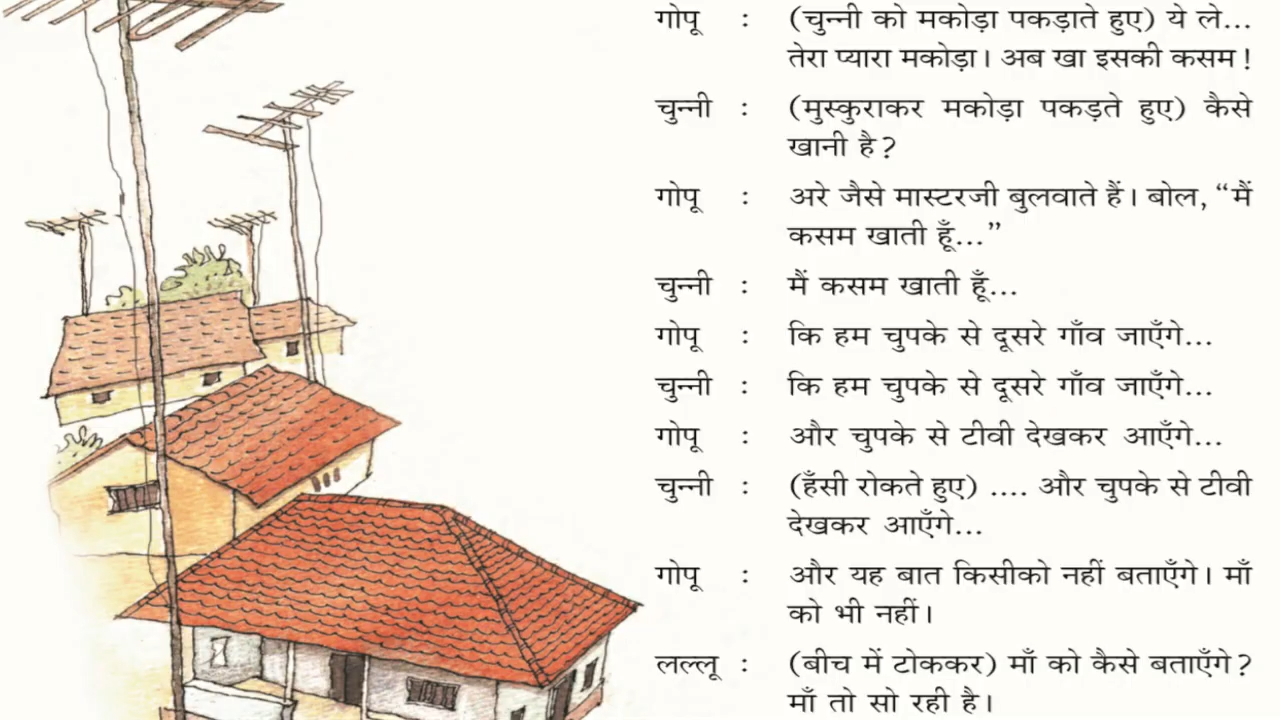 गोपू : (चुन्नी को मकोड़ा पकड़ाते हुए) ये ले...
तेरा प्यारा मकोड़ा। अब खा इसकी कसम!
चुन्नी : (मुस्कुराकर मकोड़ा पकड़ते हुए) कैसे
खानी है?
गोपू : अरे जैसे मास्टरजी बुलवाते हैं। बोल, “मैं
कसम खाती हूँ...”
चुन्नी : मैं कसम खाती हूँ...
गोपू : कि हम चुपके से दूसरे गाँव जाएँगे...
चुन्नी : कि हम चुपके से दूसरे गाँव जाएँगे...
गोपू : और चुपके से टीवी देखकर आएँगे...
चुन्नी : (हँसी रोकते हुए) .... और चुपके से टीवी
देखकर आएँगे...
गोपू : और यह बात किसीको नहीं बताएँगे। माँ
को भी नहीं।
लल्लू : (बीच में टोककर) माँ को कैसे बताएँगे?
माँ तो सो रही है।